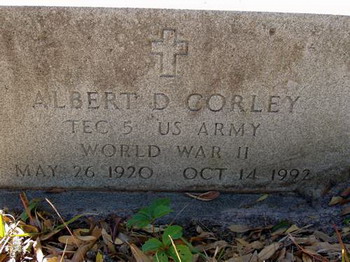 ALBERT D CORLEY
TEC 5 US ARMY
WORLD WAR II
MAY 26 1920 OCT 14 1992